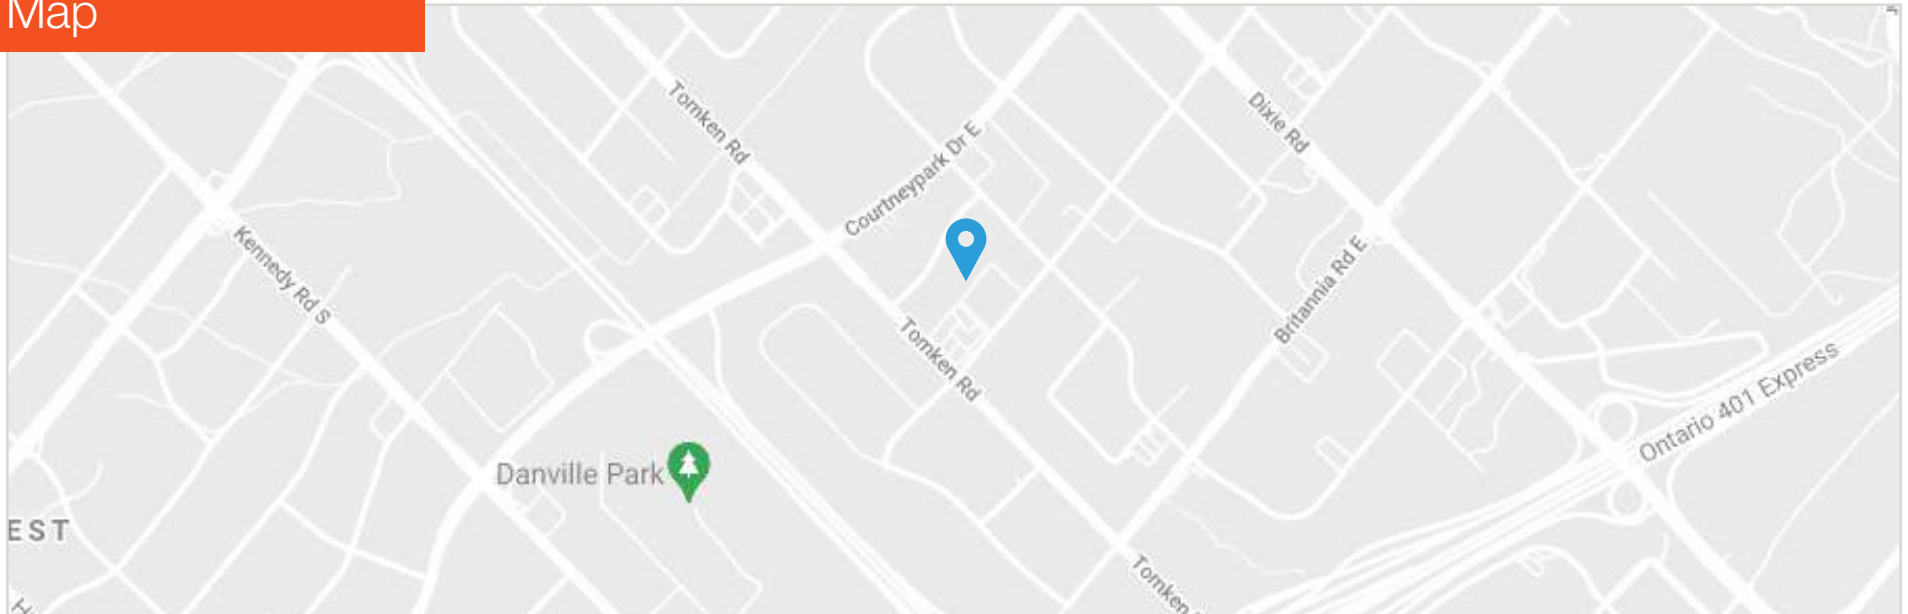 Map
Tomken Rd
Dixie Rd
Courtneypark Dr E
Kennedy Rd S
Britannia Rd E
Tomken Rd
Ontario 401 Express
Danville Park
EST
Tomken